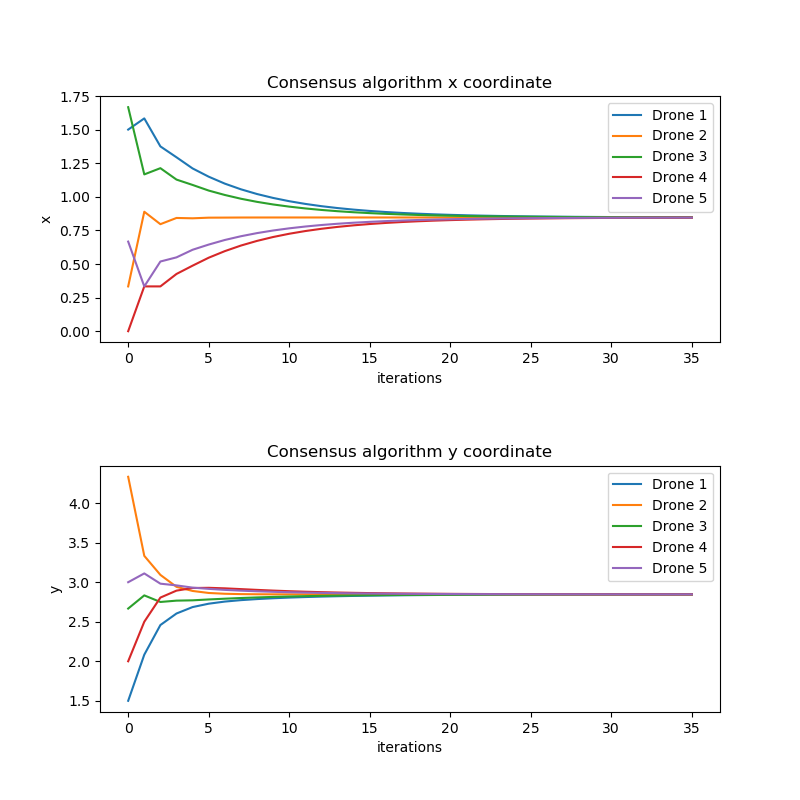 Consensus algorithm x coordinate
1.75
1.50
1.25
1.00
0.75
0.50
0.25
0.00
x
Drone 1
Drone 2
Drone 3
Drone 4
Drone 5
0 5 10 15 20 25 30 35
iterations
Consensus algorithm y coordinate
4.0
3.5
3.0
2.5
2.0
1.5
y
Drone 1
Drone 2
Drone 3
Drone 4
Drone 5
0 5 10 15 20 25 30 35
iterations